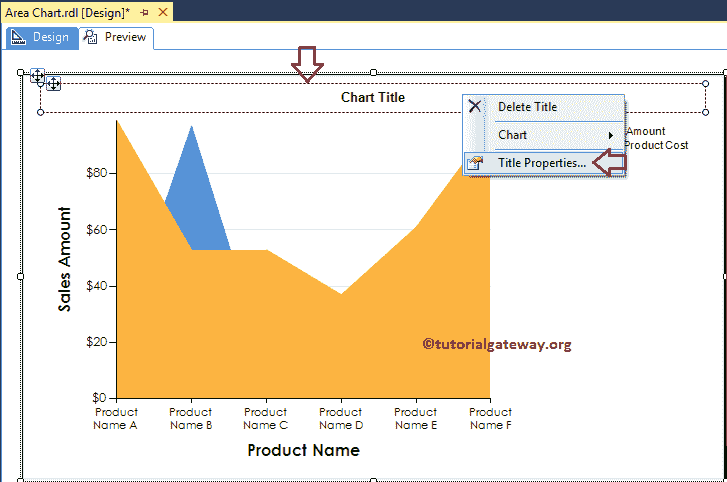 Area Chart.rdl [Design]*
Design
Preview
Chart Title
Delete Title
Chart
Title Properties...
Amount
Product Cost
Sales Amount
$80
$60
$40
$20
$0
©tutorialgateway.org
Product Name A
Product Name B
Product Name C
Product Name D
Product Name E
Product Name F
Product Name